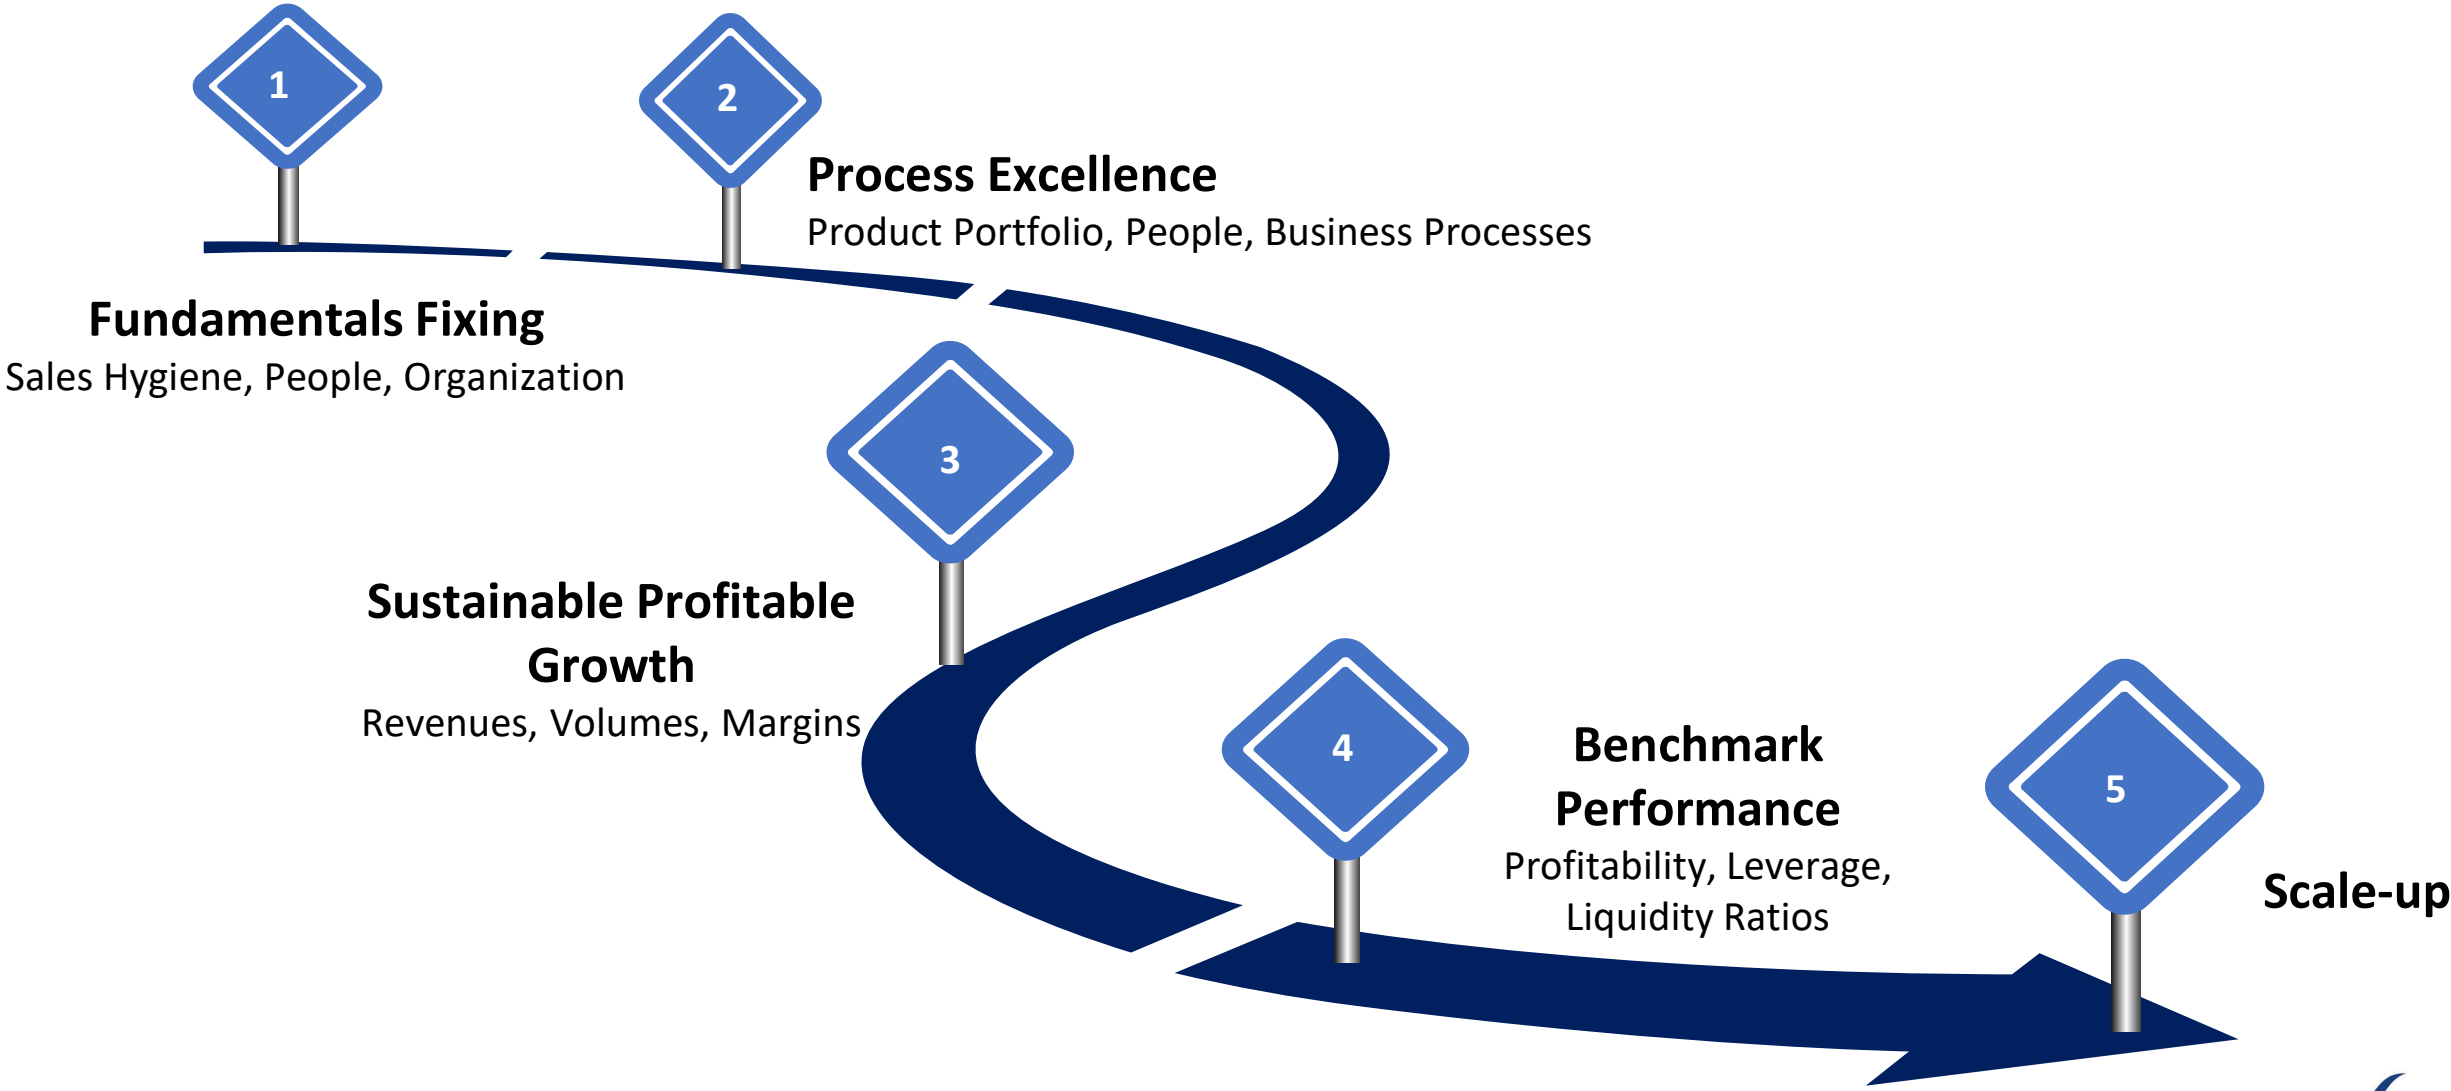 1
Fundamentals Fixing
Sales Hygiene, People, Organization
2
Process Excellence
Product Portfolio, People, Business Processes
3
Sustainable Profitable
Growth
Revenues, Volumes, Margins
4
Benchmark
Performance
Profitability, Leverage,
Liquidity Ratios
5
Scale-up